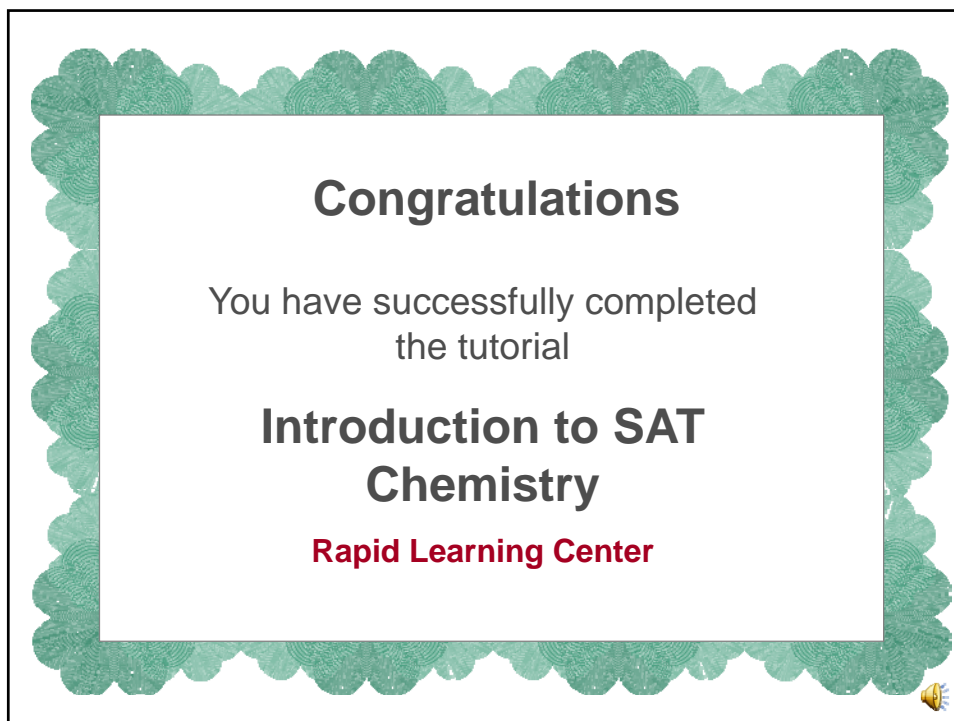 Congratulations
You have successfully completed
the tutorial
Introduction to SAT
Chemistry
Rapid Learning Center